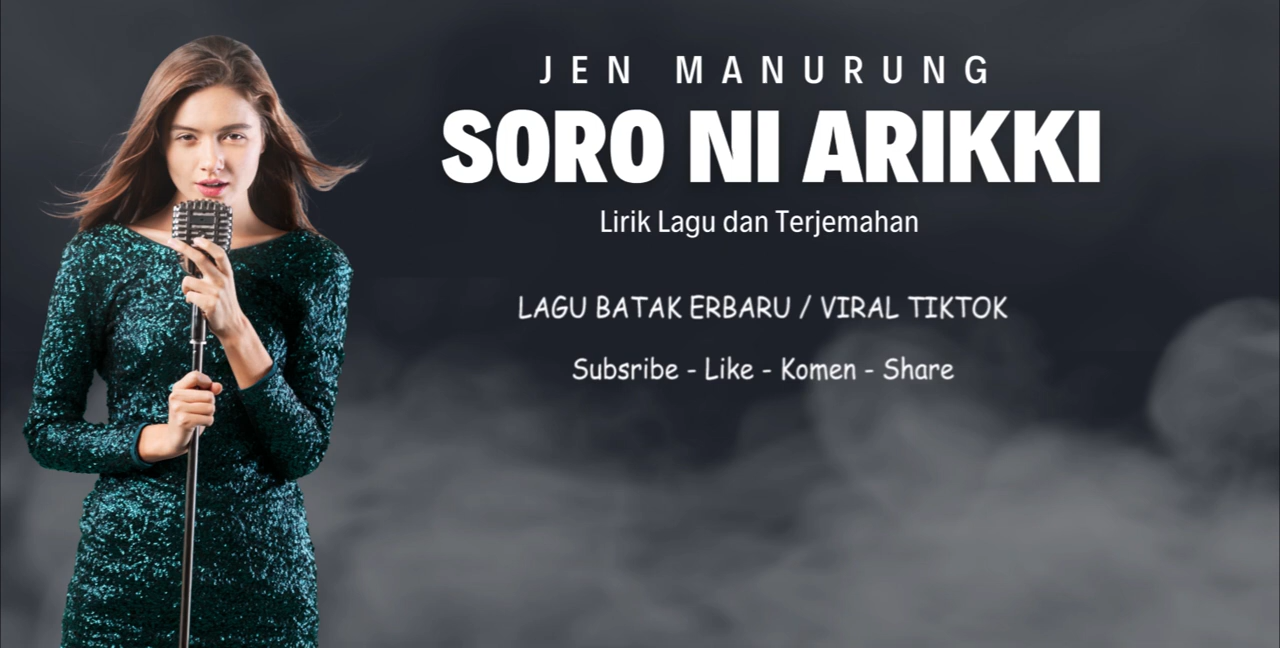 JEN MANURUNG
SORO NI ARIKKI
Lirik Lagu dan Terjemahan
LAGU BATAK ERBARU / VIRAL TIKTOK
Subsribe - Like - Komen - Share